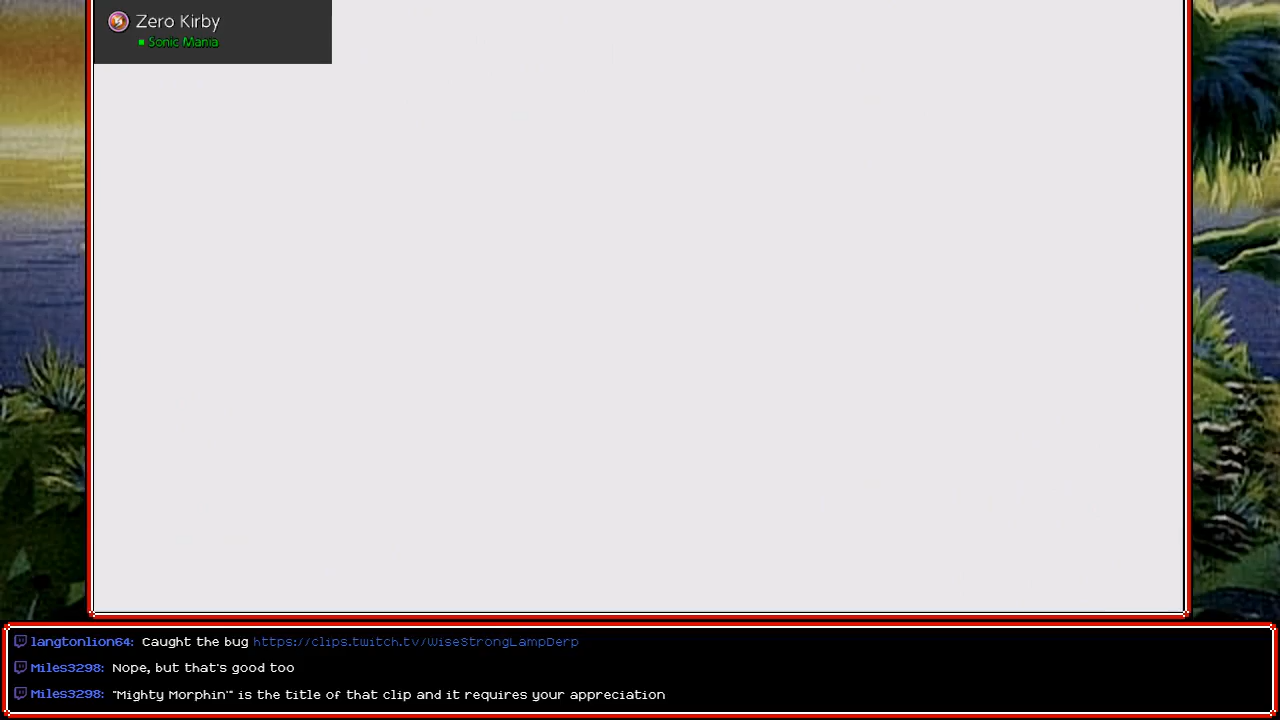 Zero Kirby
Sonic Mania
langtonlion64: Caught the bug https://clips.twitch.tv/WiseStrongLampDerp
Miles3298: Nope, but that's good too
Miles3298: "Mighty Morphin'" is the title of that clip and it requires your appreciation